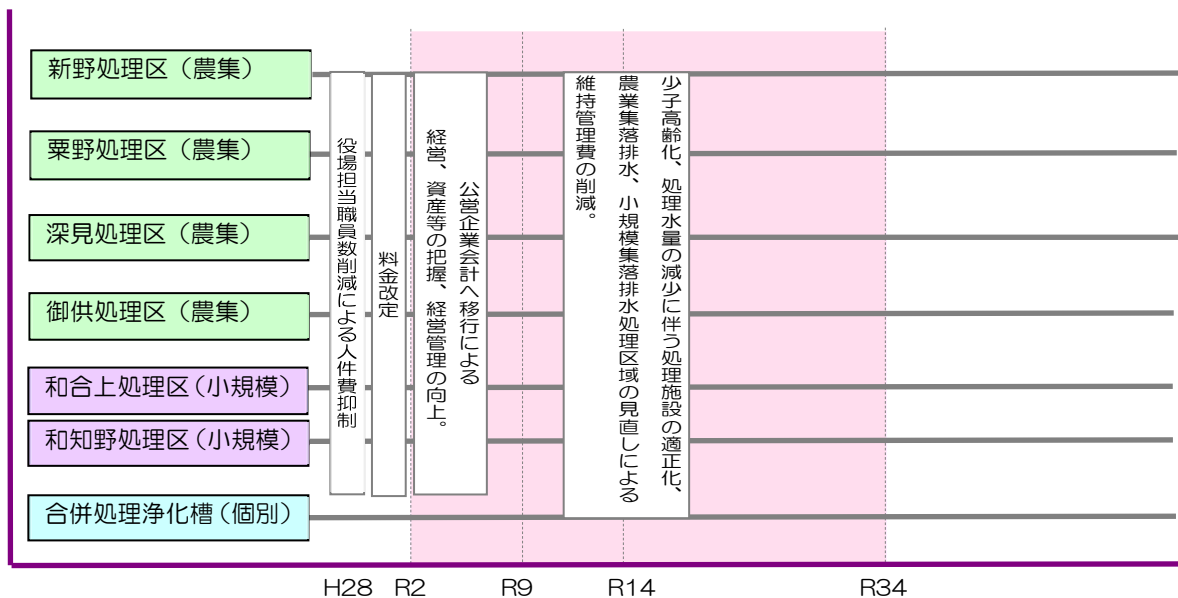 新野処理区（農集）
粟野処理区（農集）
深見処理区（農集）
御供処理区（農集）
和合上処理区（小規模）
和知野処理区（小規模）
合併処理浄化槽（個別）
役場担当職員数削減による人件費抑制
料金改定
公営企業会計へ移行による
経営、資産等の把握、経営管理の向上。
少子高齢化、処理水量の減少に伴う処理施設の適正化、
農業集落排水、小規模集落排水処理区域の見直しによる
維持管理費の削減。
H28 R2 R9 R14 R34